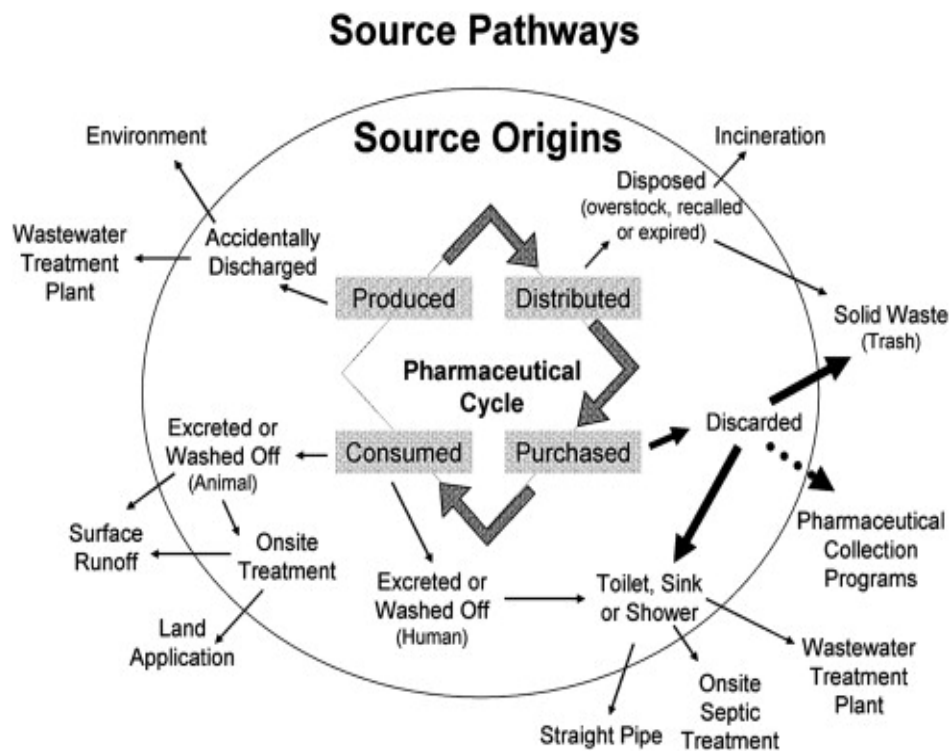 Source Pathways
Source Origins
Environment
Incineration
Disposed
(overstock, recalled
or expired)
Wastewater
Treatment
Plant
Accidentally
Discharged
Produced
Distributed
Solid Waste
(Trash)
Pharmaceutical
Cycle
Discarded
Excreted or
Washed Off
(Animal)
Consumed
Purchased
Surface
Runoff
Onsite
Treatment
Pharmaceutical
Collection
Programs
Excreted or
Washed Off
(Human)
Toilet, Sink
or Shower
Land
Application
Wastewater
Treatment
Plant
Onsite
Septic
Treatment
Straight Pipe